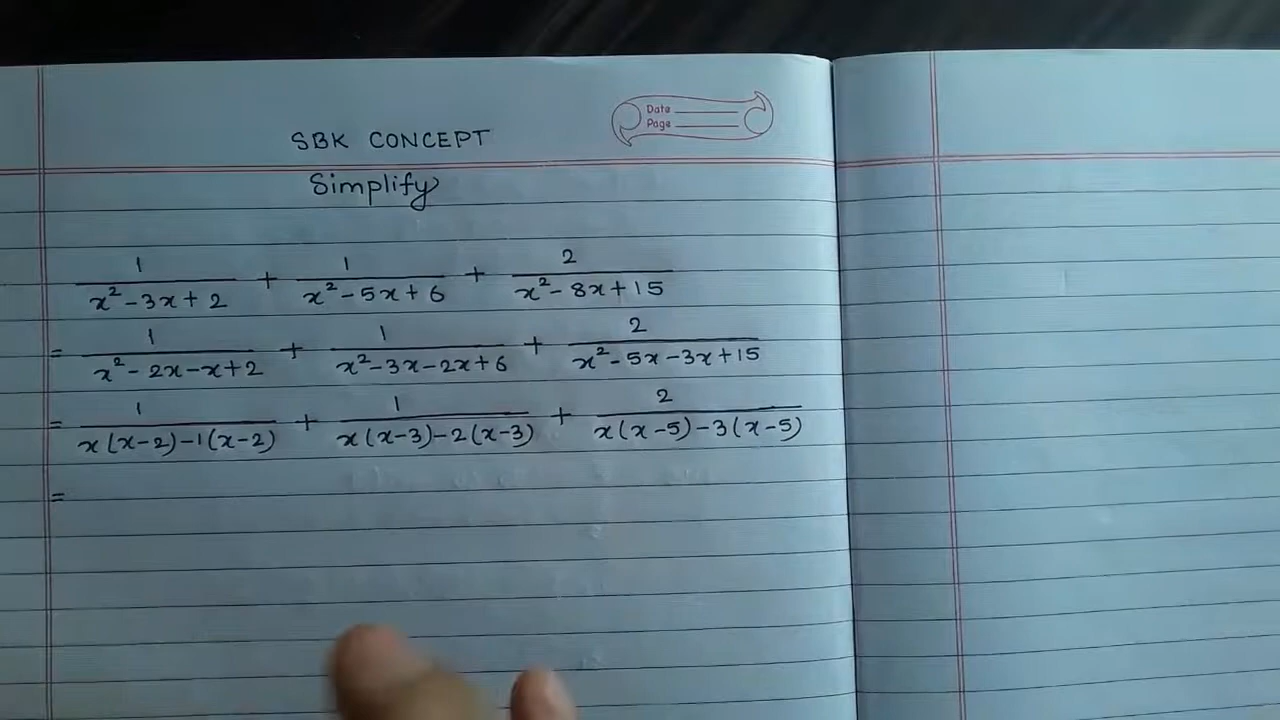 Date
Page
SBK CONCEPT
Simplify
1/(x²-3x+2) + 1/(x²-5x+6) + 2/(x²-8x+15)
= 1/(x²-2x-x+2) + 1/(x²-3x-2x+6) + 2/(x²-5x-3x+15)
= 1/(x(x-2)-1(x-2)) + 1/(x(x-3)-2(x-3)) + 2/(x(x-5)-3(x-5))
=